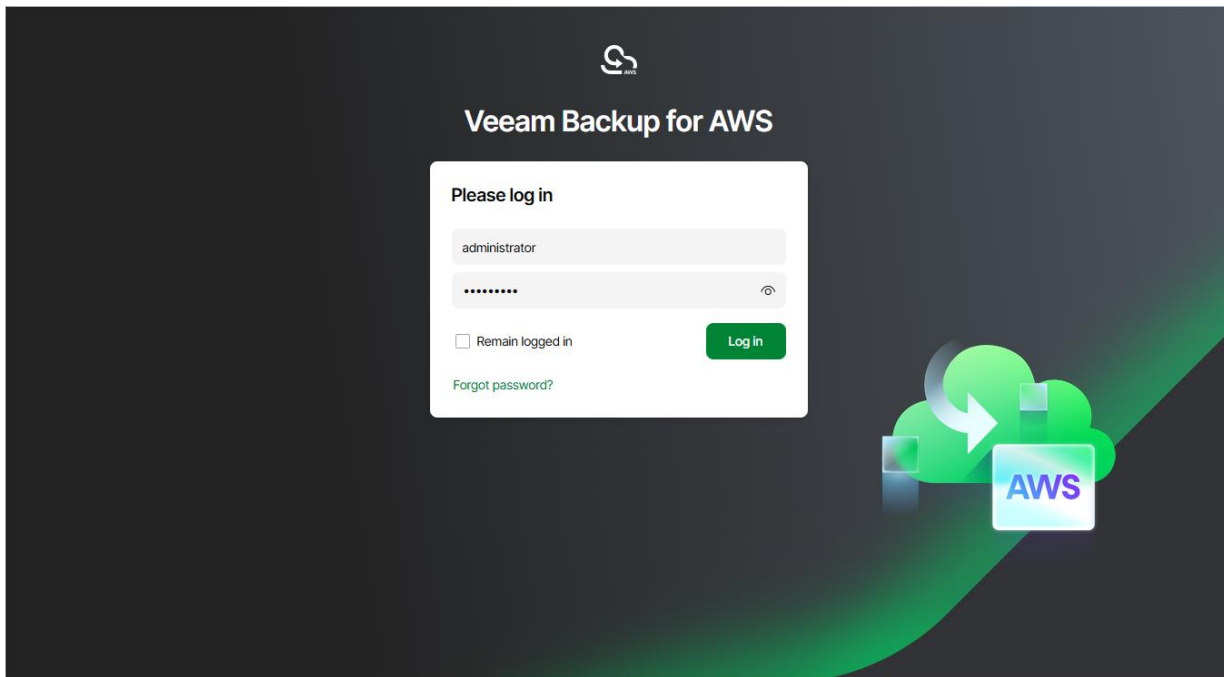 AWS
Veeam Backup for AWS
Please log in
administrator
•••••••••
Remain logged in
Log in
Forgot password?
AWS